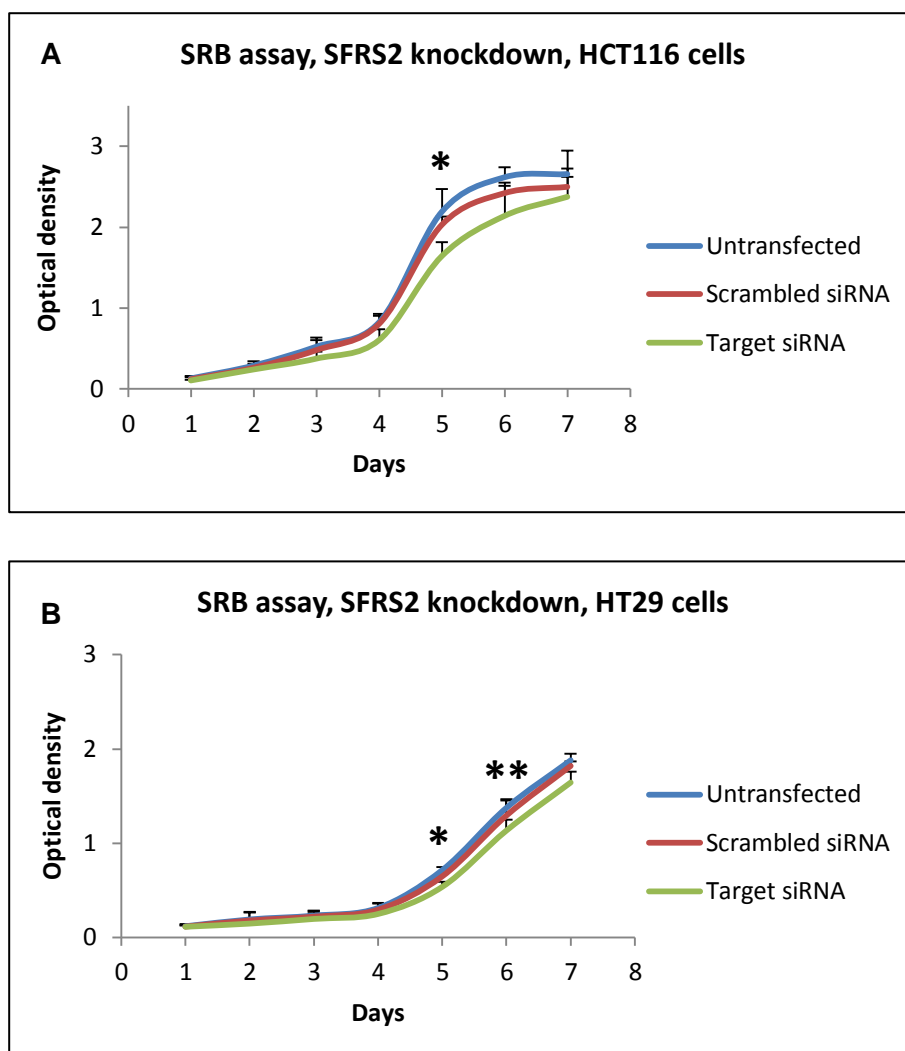 A
SRB assay, SFRS2 knockdown, HCT116 cells
Optical density
3
2
1
0
*
0 1 2 3 4 5 6 7 8
Days
Untransfected
Scrambled siRNA
Target siRNA
B
SRB assay, SFRS2 knockdown, HT29 cells
Optical density
3
2
1
0
*
**
0 1 2 3 4 5 6 7 8
Days
Untransfected
Scrambled siRNA
Target siRNA